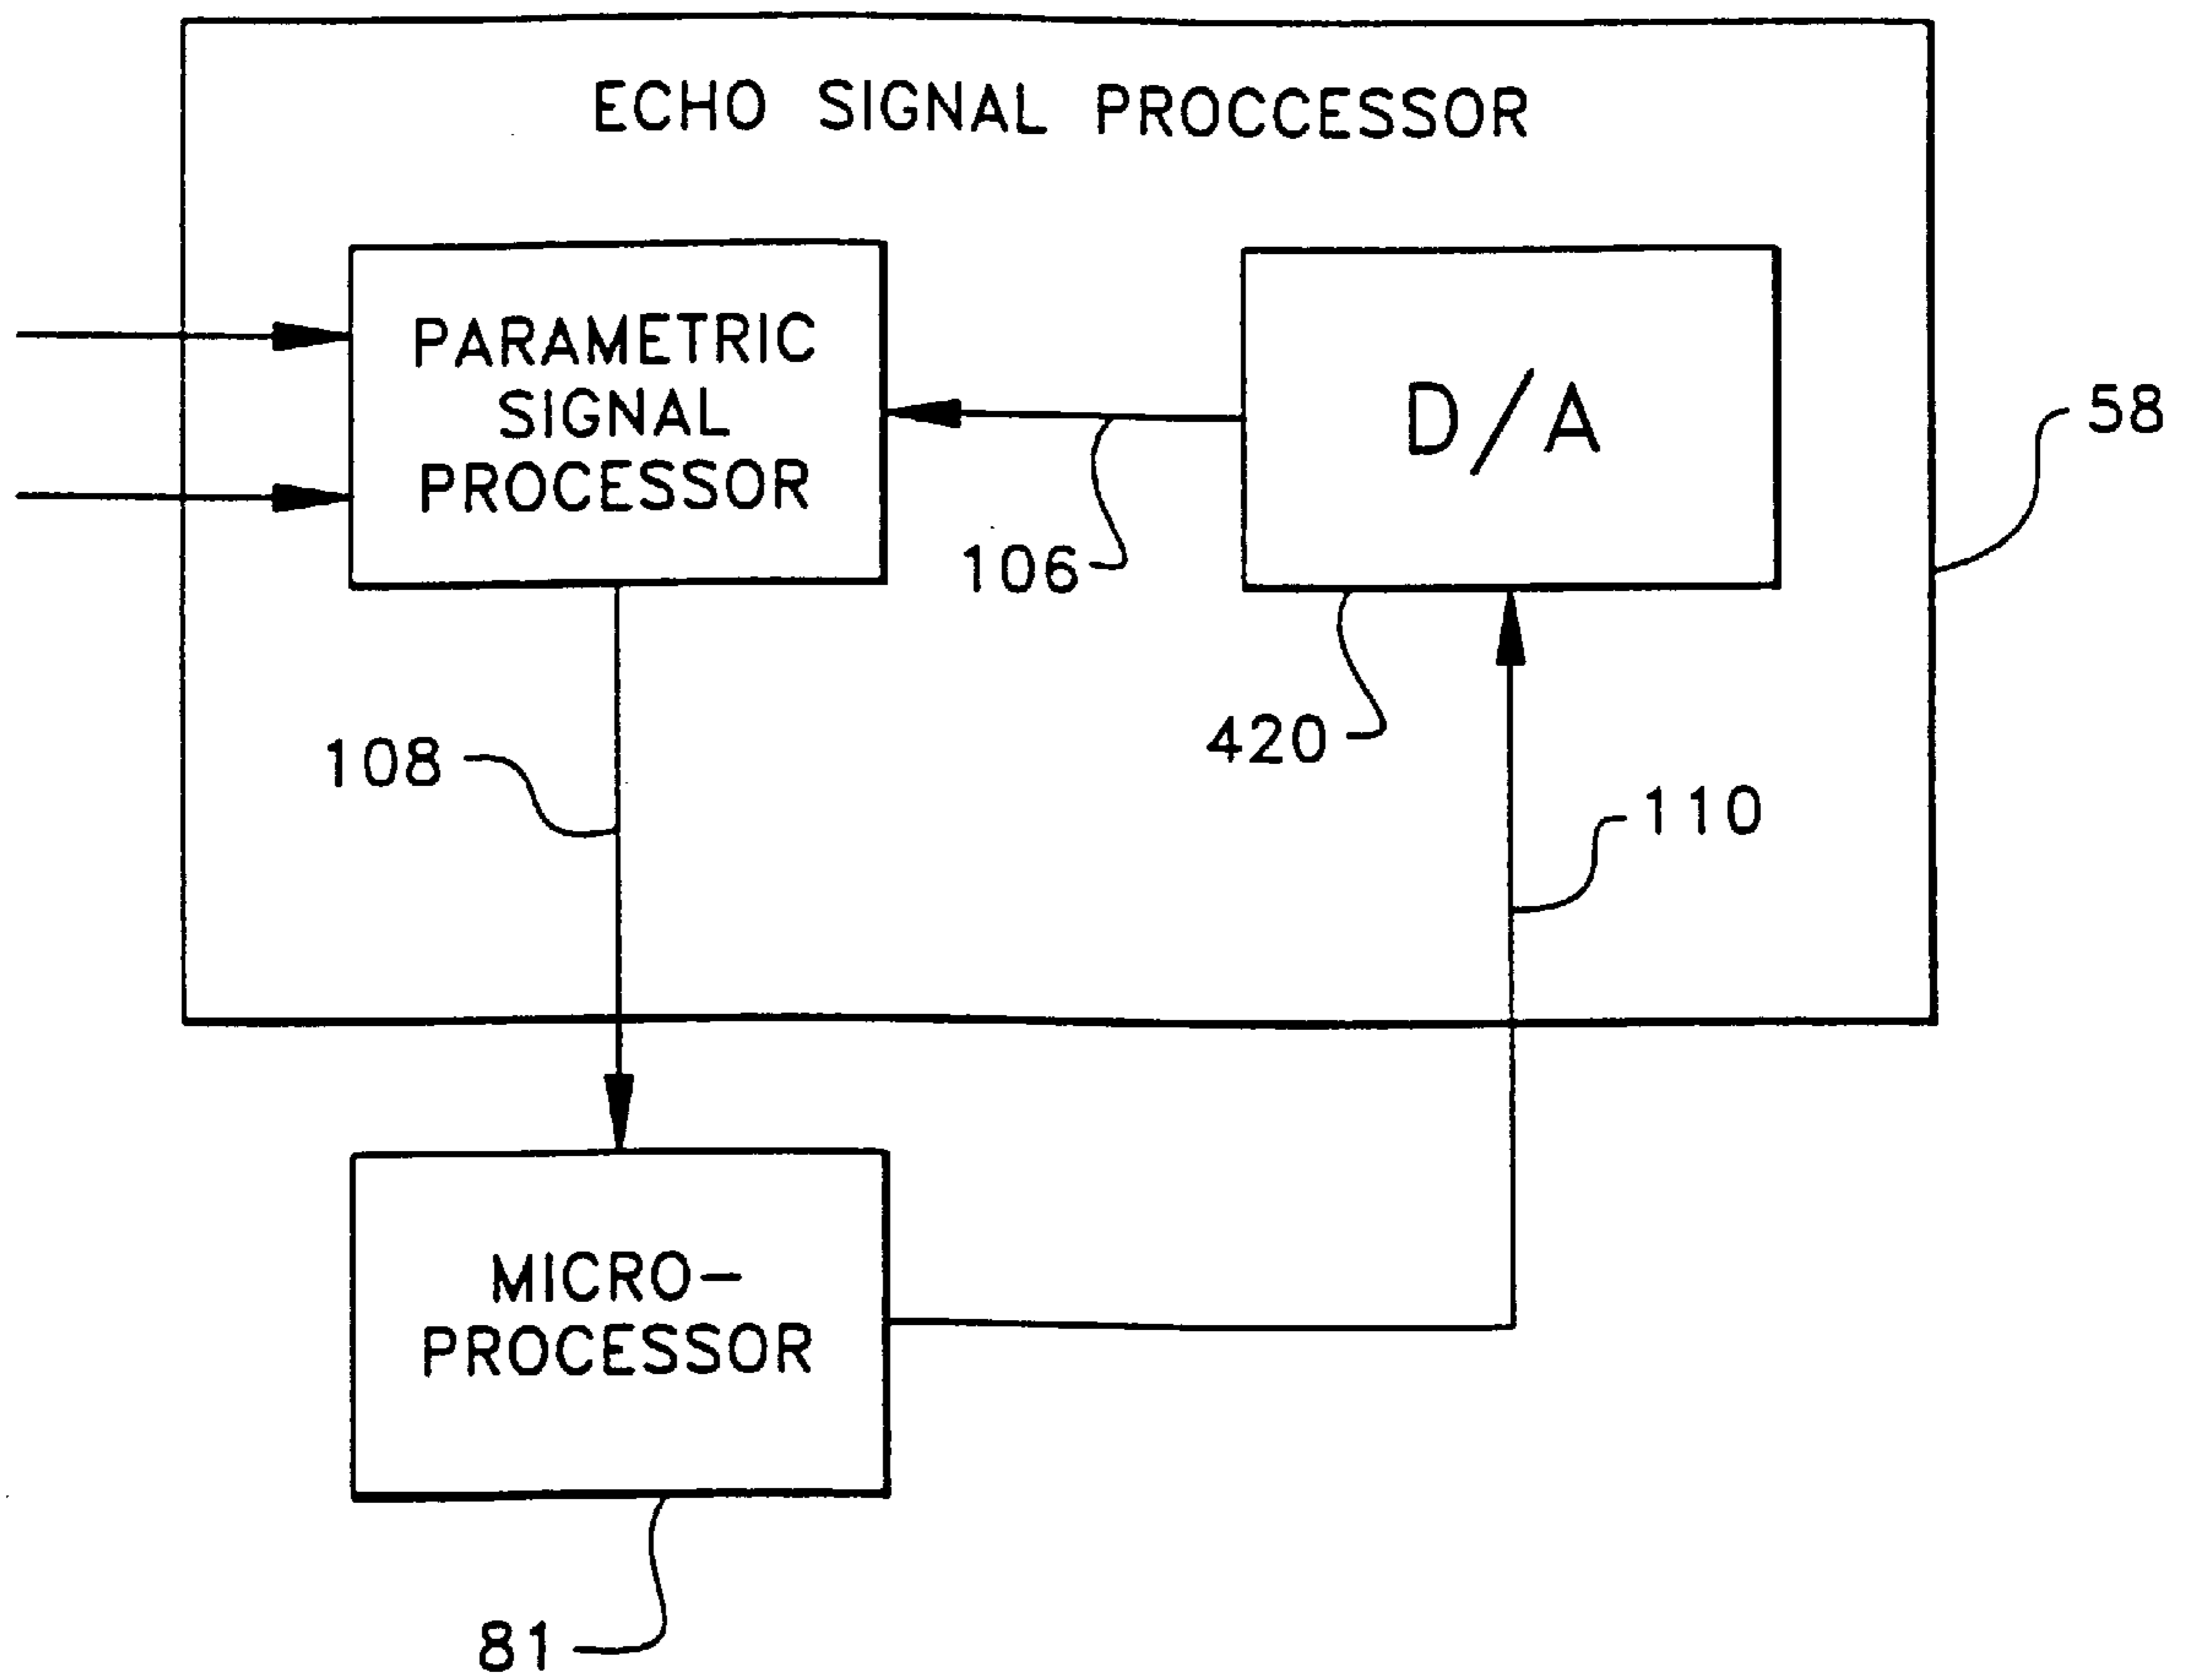 ECHO SIGNAL PROCCESSOR
PARAMETRIC
SIGNAL
PROCESSOR
D/A
58
106
420
108
110
MICRO-
PROCESSOR
81